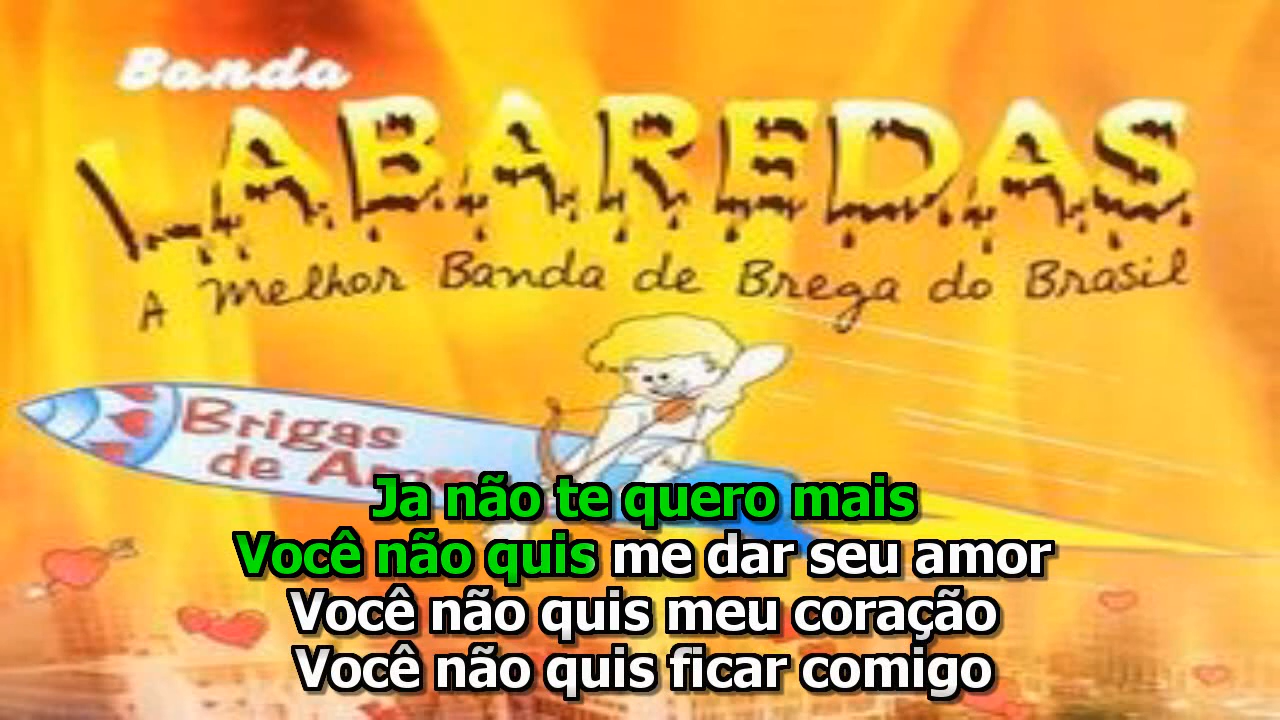 Banda
LABAREDAS
A Melhor Banda de Brega do Brasil
Brigas
de
Ja não te quero mais
Você não quis me dar seu amor
Você não quis meu coração
Você não quis ficar comigo